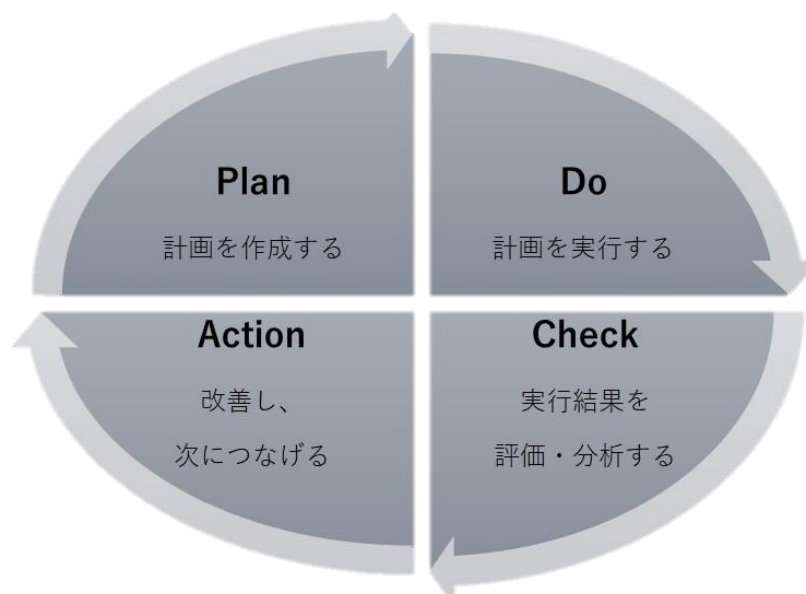 Plan
計画を作成する
Do
計画を実行する
Action
改善し、
次につなげる
Check
実行結果を
評価・分析する